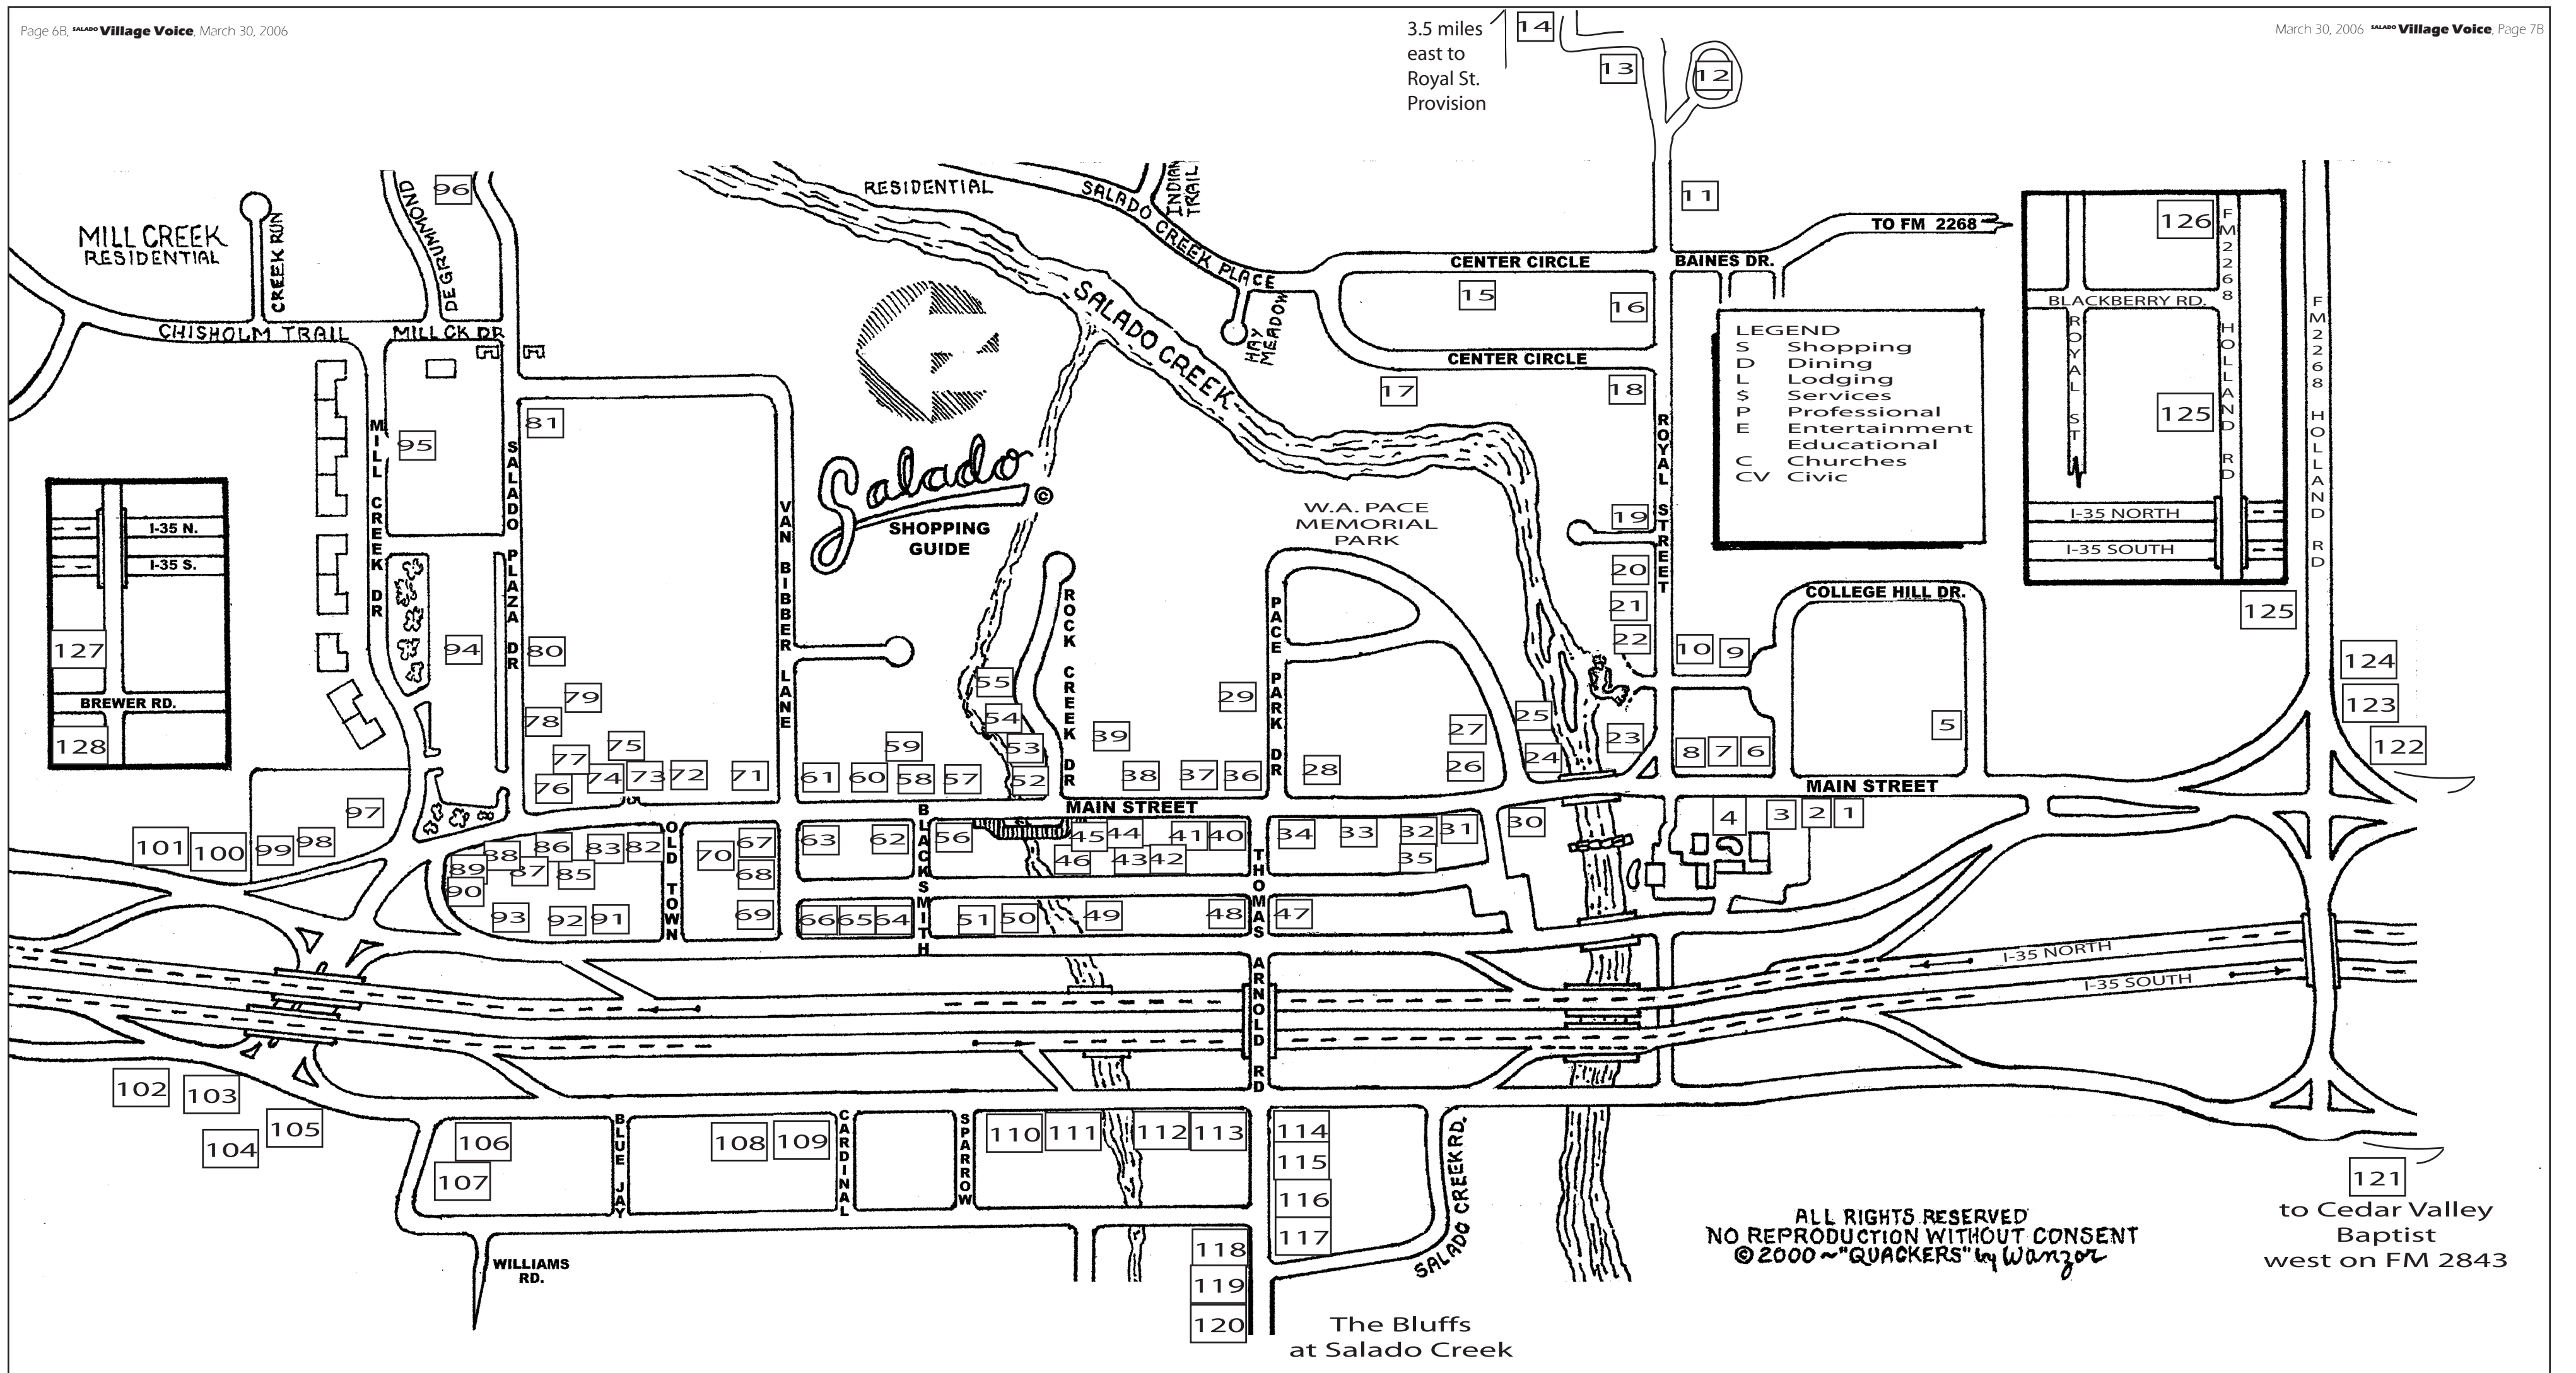 Page 6B, SALADO Village Voice, March 30, 2006
March 30, 2006 SALADO Village Voice, Page 7B
3.5 miles
east to
Royal St.
Provision
14
13
12
11
RESIDENTIAL
SALADO CREEK PLACE
INDIAN
TRAIL
HAY
MEADOW
MILL CREEK
RESIDENTIAL
CREEK RUN
DEGRUMMOND
96
CHISHOLM TRAIL
MILL CK DR
MILL CREEK DR
SALADO PLAZA DR
95
81
94
80
79
78
77
75
76
74
73
72
71
VAN BIBBER LANE
SALADO CREEK
Salado
©
SHOPPING
GUIDE
CENTER CIRCLE
BAINES DR.
TO FM 2268
15
16
CENTER CIRCLE
17
18
ROYAL STREET
LEGEND
S Shopping
D Dining
L Lodging
$ Services
P Professional
E Entertainment
Educational
C Churches
CV Civic
126
FM2268 HOLLAND RD
BLACKBERRY RD.
ROYAL ST
125
I-35 NORTH
I-35 SOUTH
FM2268 HOLLAND RD
125
124
123
122
I-35 N.
I-35 S.
127
BREWER RD.
128
W.A. PACE
MEMORIAL
PARK
PACE PARK DR
ROCK CREEK DR
19
20
21
22
10
9
COLLEGE HILL DR.
5
55
54
53
52
39
29
27
25
23
8
7
6
59
61
60
58
57
38
37
36
28
26
24
MAIN STREET
MAIN STREET
97
98
99
100
101
86
83
82
88
87
85
89
90
93
92
91
OLD TOWN
70
67
68
69
63
62
66
65
64
BLACKSMITH
56
51
50
45
44
41
40
46
43
42
49
48
THOMAS ARNOLD RD
34
33
32
31
35
47
30
4
3
2
1
I-35 NORTH
I-35 SOUTH
102
103
104
105
106
107
BLUE JAY
108
109
CARDINAL
SPARROW
110
111
112
113
114
115
116
117
118
119
120
SALADO CREEK RD.
WILLIAMS
RD.
The Bluffs
at Salado Creek
ALL RIGHTS RESERVED
NO REPRODUCTION WITHOUT CONSENT
© 2000 ~ "QUACKERS" by Wanzor
121
to Cedar Valley
Baptist
west on FM 2843